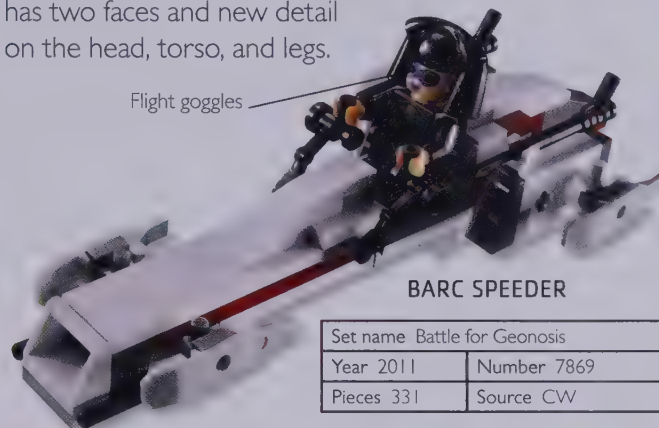 has two faces and new detail
on the head, torso, and legs.
Flight goggles
BARC SPEEDER
Set name Battle for Geonosis
Year 2011 Number 7869
Pieces 331 Source CW